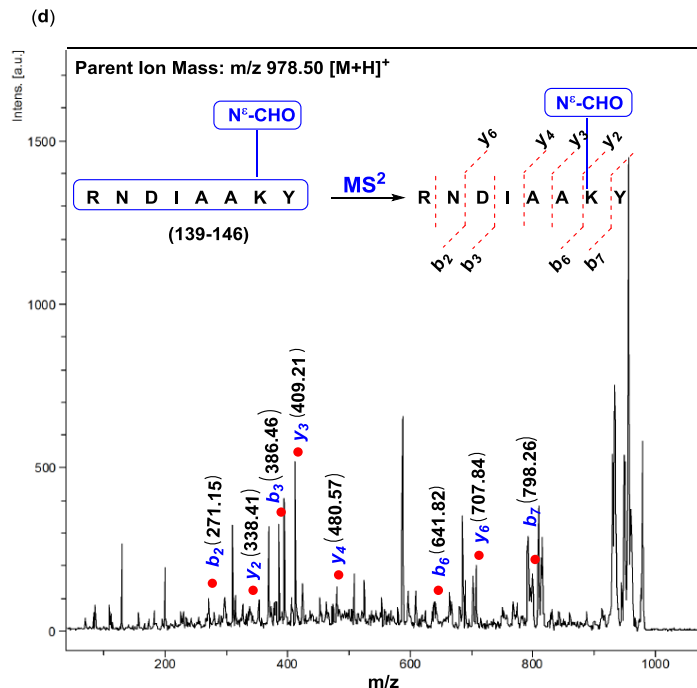 (d)
Parent Ion Mass: m/z 978.50 [M+H]⁺
Nᵋ-CHO
Nᵋ-CHO
y₆ y₄ y₃ y₂
R N D I A A K Y
MS²
R N D I A A K Y
(139-146)
b₂ b₃ b₆ b₇
Intens. [a.u.]
1500
1000
500
0
b₂(271.15)
y₂(338.41)
b₃(386.46)
y₃(409.21)
y₄(480.57)
b₆(641.82)
y₆(707.84)
b₇(798.26)
200 400 600 800 1000
m/z